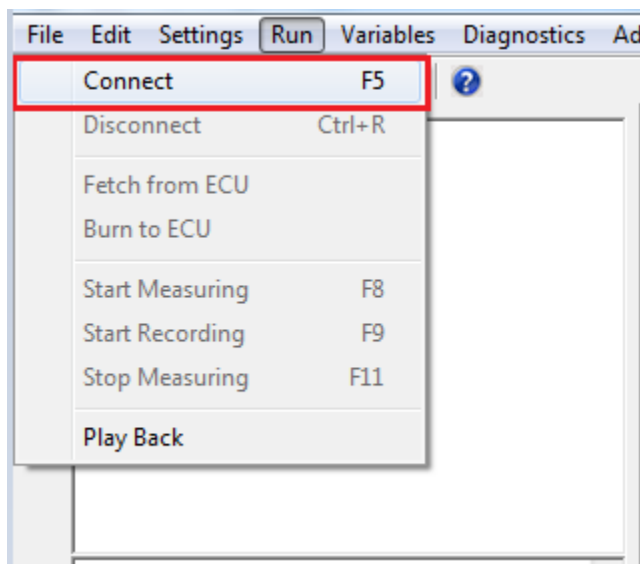 File Edit Settings Run Variables Diagnostics Ad
Connect F5
Disconnect Ctrl+R
Fetch from ECU
Burn to ECU
Start Measuring F8
Start Recording F9
Stop Measuring F11
Play Back